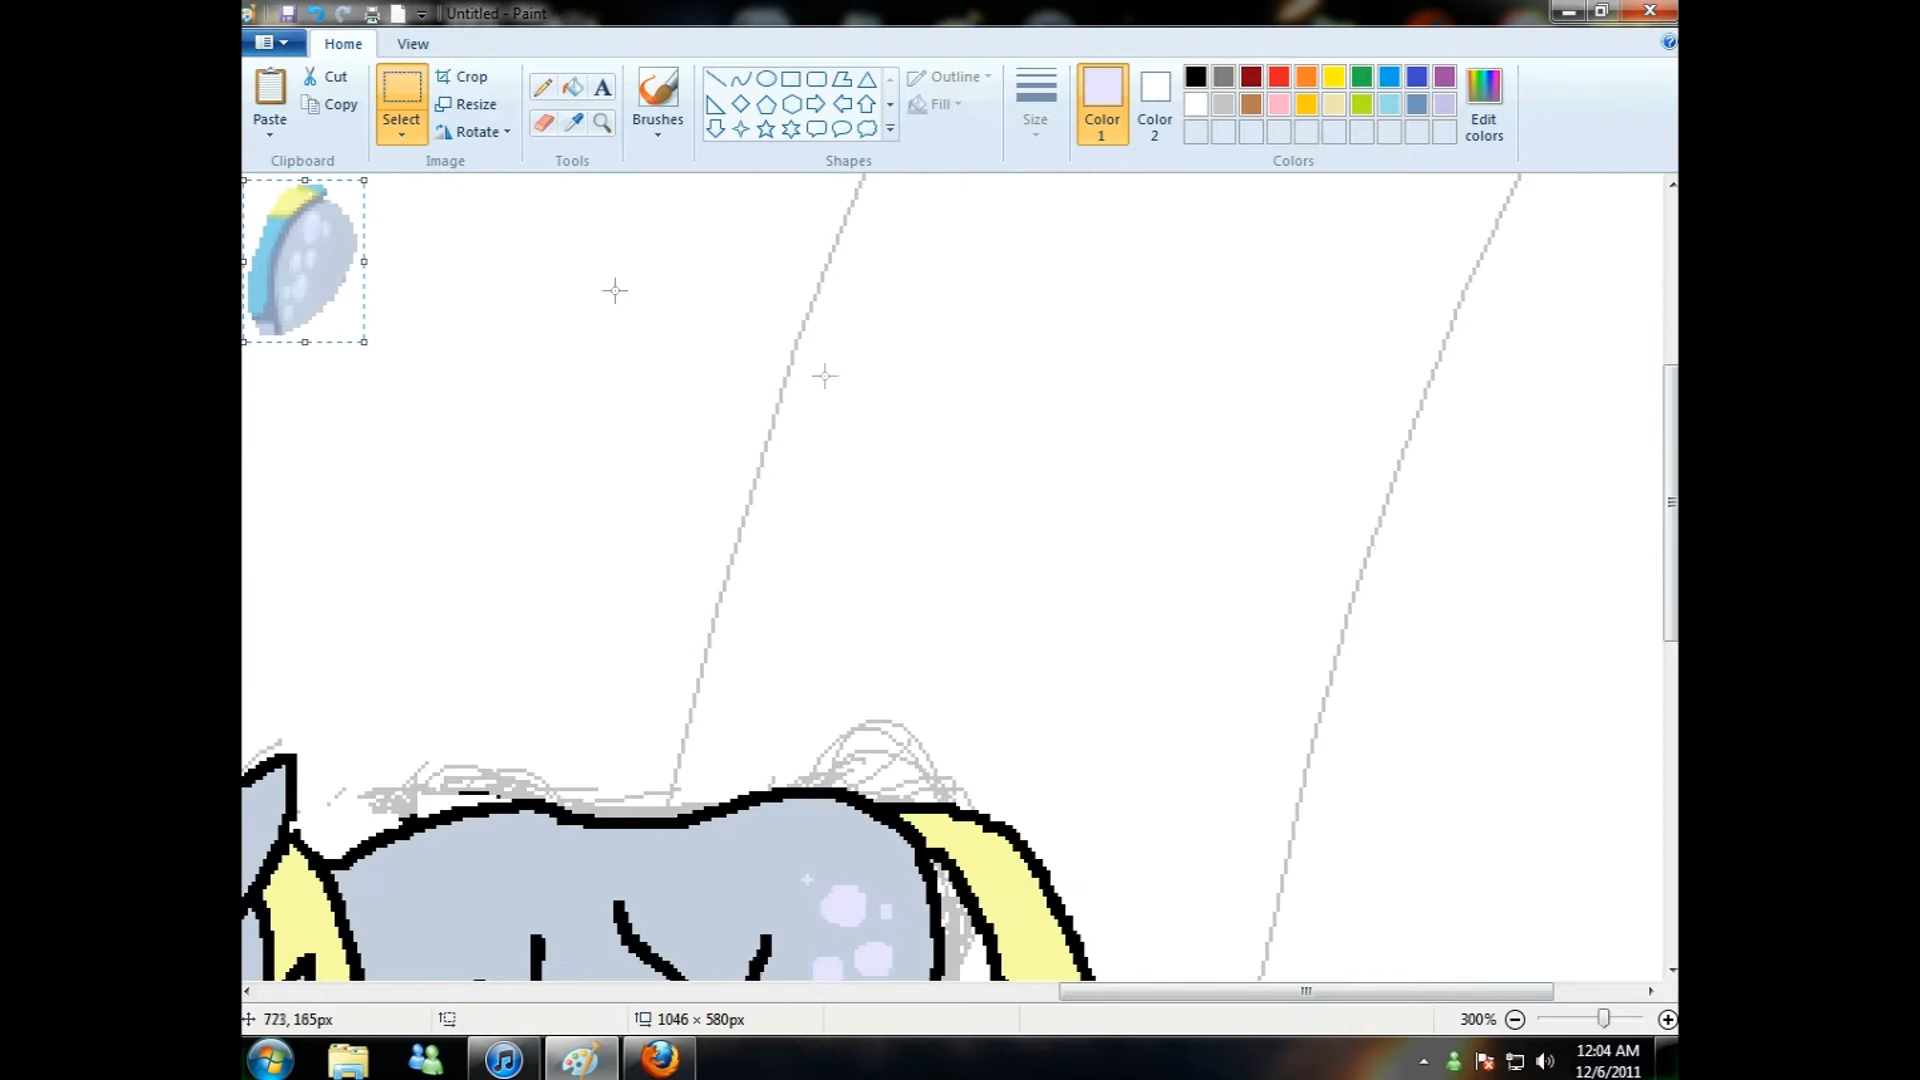 Untitled - Paint
Home View
Cut
Copy
Paste
Clipboard
Select
Crop
Resize
Rotate
Image
Tools
Brushes
Shapes
Outline
Fill
Size
Color 1
Color 2
Edit colors
Colors
723, 165px
1046 × 580px
300%
12:04 AM
12/6/2011